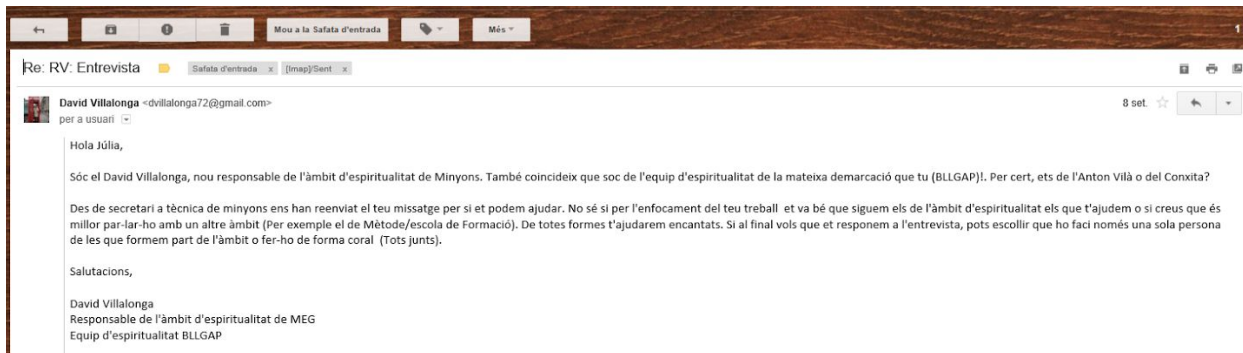 Mou a la Safata d'entrada
Més
1
Re: RV: Entrevista
Safata d'entrada x
[Imap]/Sent x
David Villalonga <dvillalonga72@gmail.com>
8 set.
per a usuari
Hola Júlia,
Sóc el David Villalonga, nou responsable de l'àmbit d'espiritualitat de Minyons. També coincideix que soc de l'equip d'espiritualitat de la mateixa demarcació que tu (BLLGAP)!. Per cert, ets de l'Anton Vilà o del Conxita?
Des de secretari a tècnica de minyons ens han reenviat el teu missatge per si et podem ajudar. No sé si per l'enfocament del teu treball et va bé que siguem els de l'àmbit d'espiritualitat els que t'ajudem o si creus que és
millor par-lar-ho amb un altre àmbit (Per exemple el de Mètode/escola de Formació). De totes formes t'ajudarem encantats. Si al final vols que et responem a l'entrevista, pots escollir que ho faci només una sola persona
de les que formem part de l'àmbit o fer-ho de forma coral (Tots junts).
Salutacions,
David Villalonga
Responsable de l'àmbit d'espiritualitat de MEG
Equip d'espiritualitat BLLGAP